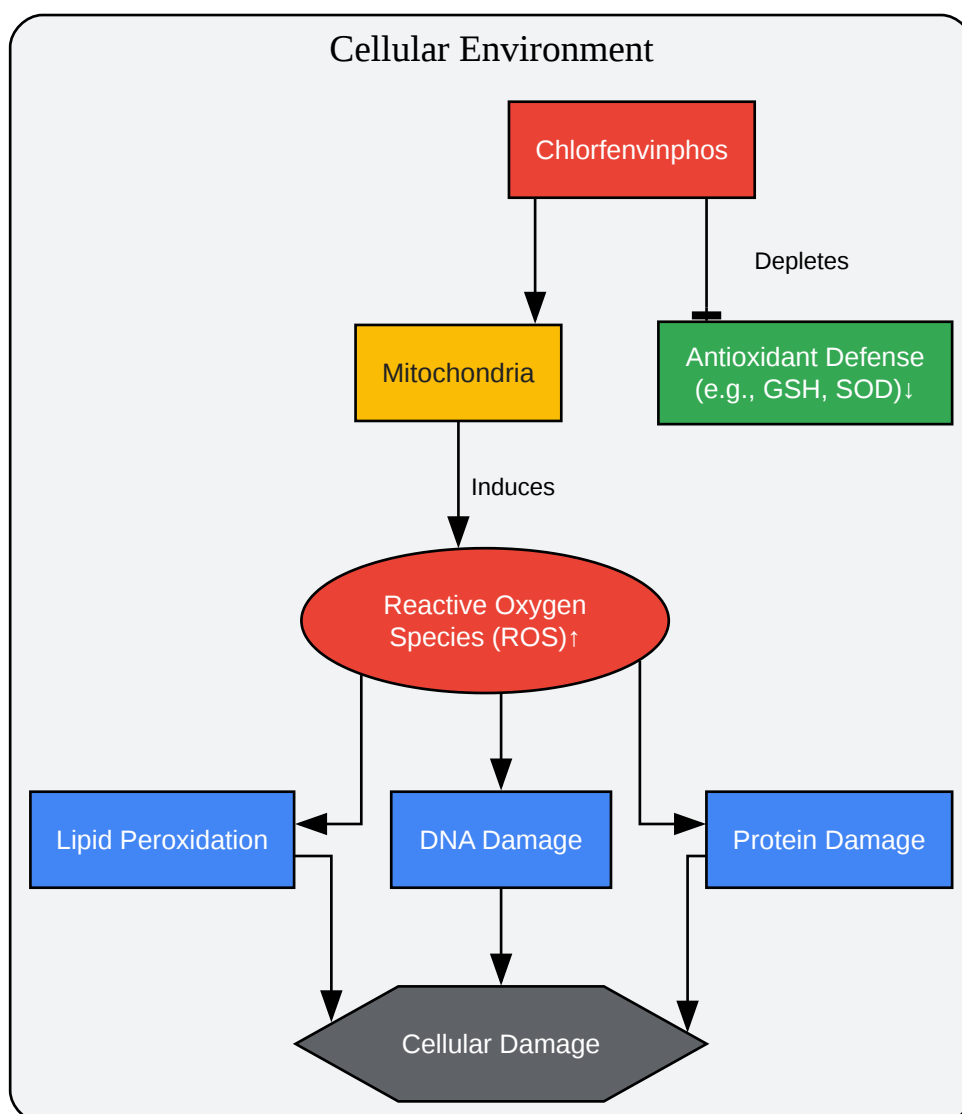 Cellular Environment
Chlorfenvinphos
Depletes
Mitochondria
Antioxidant Defense
(e.g., GSH, SOD)↓
Induces
Reactive Oxygen
Species (ROS)↑
Lipid Peroxidation
DNA Damage
Protein Damage
Cellular Damage